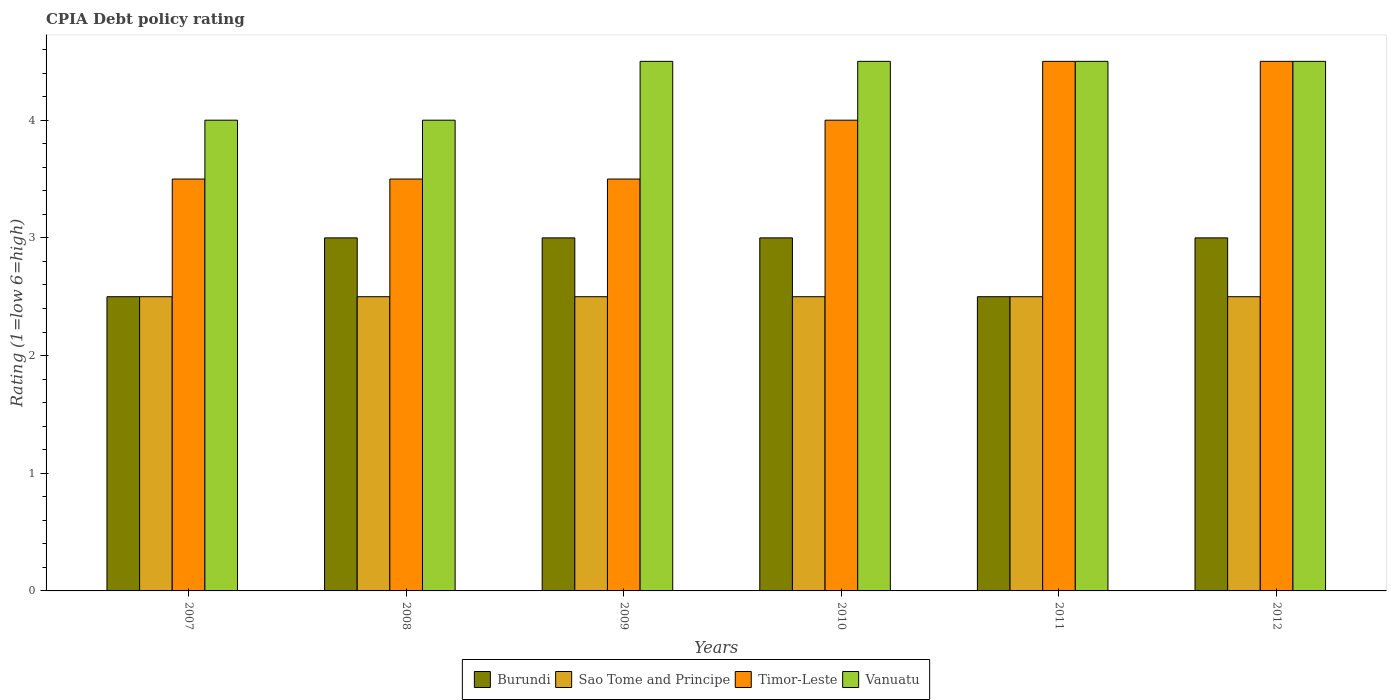 CPIA Debt policy rating
Rating (1=low 6=high)
4
3
2
1
0
2007
2008
2009
2010
2011
2012
Years
Burundi
Sao Tome and Principe
Timor-Leste
Vanuatu